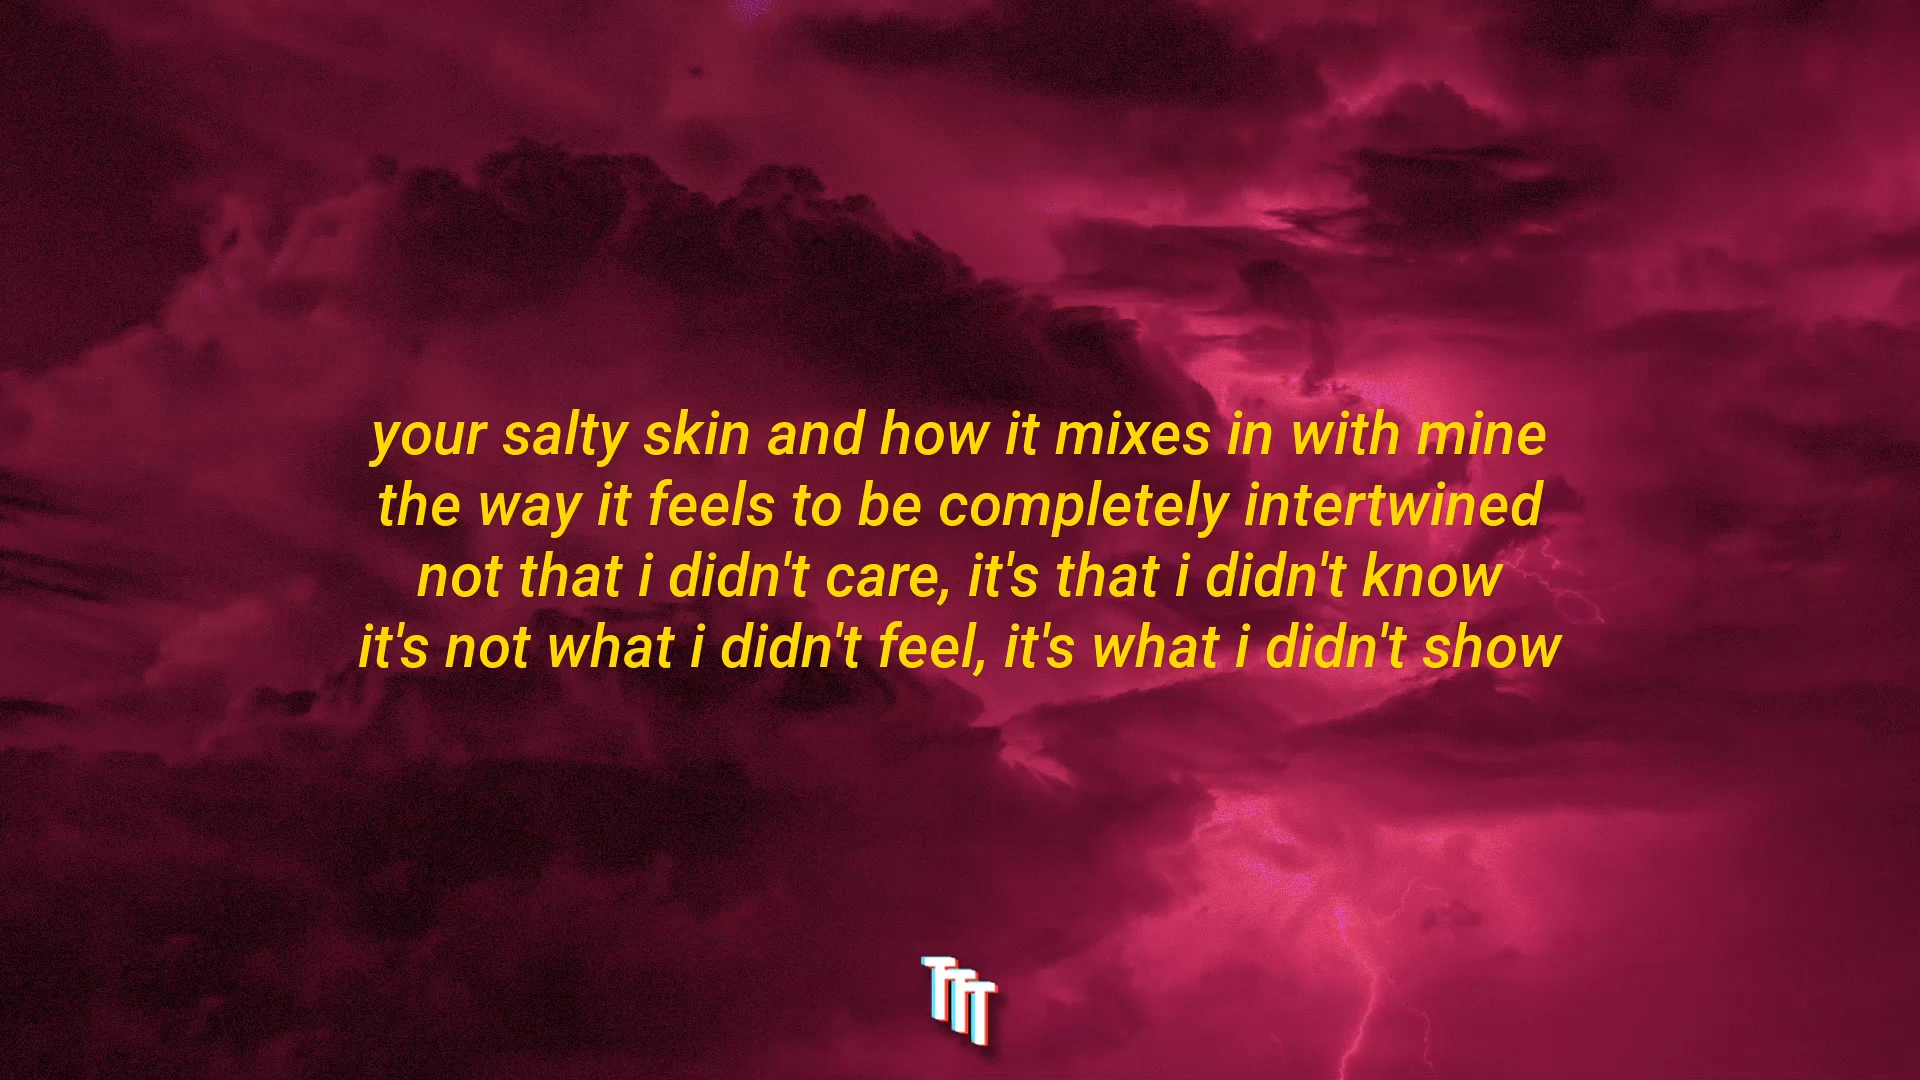 your salty skin and how it mixes in with mine
the way it feels to be completely intertwined
not that i didn't care, it's that i didn't know
it's not what i didn't feel, it's what i didn't show
TTT